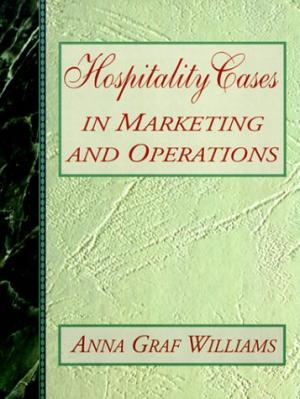 Hospitality Cases
IN MARKETING
AND OPERATIONS
ANNA GRAF WILLIAMS